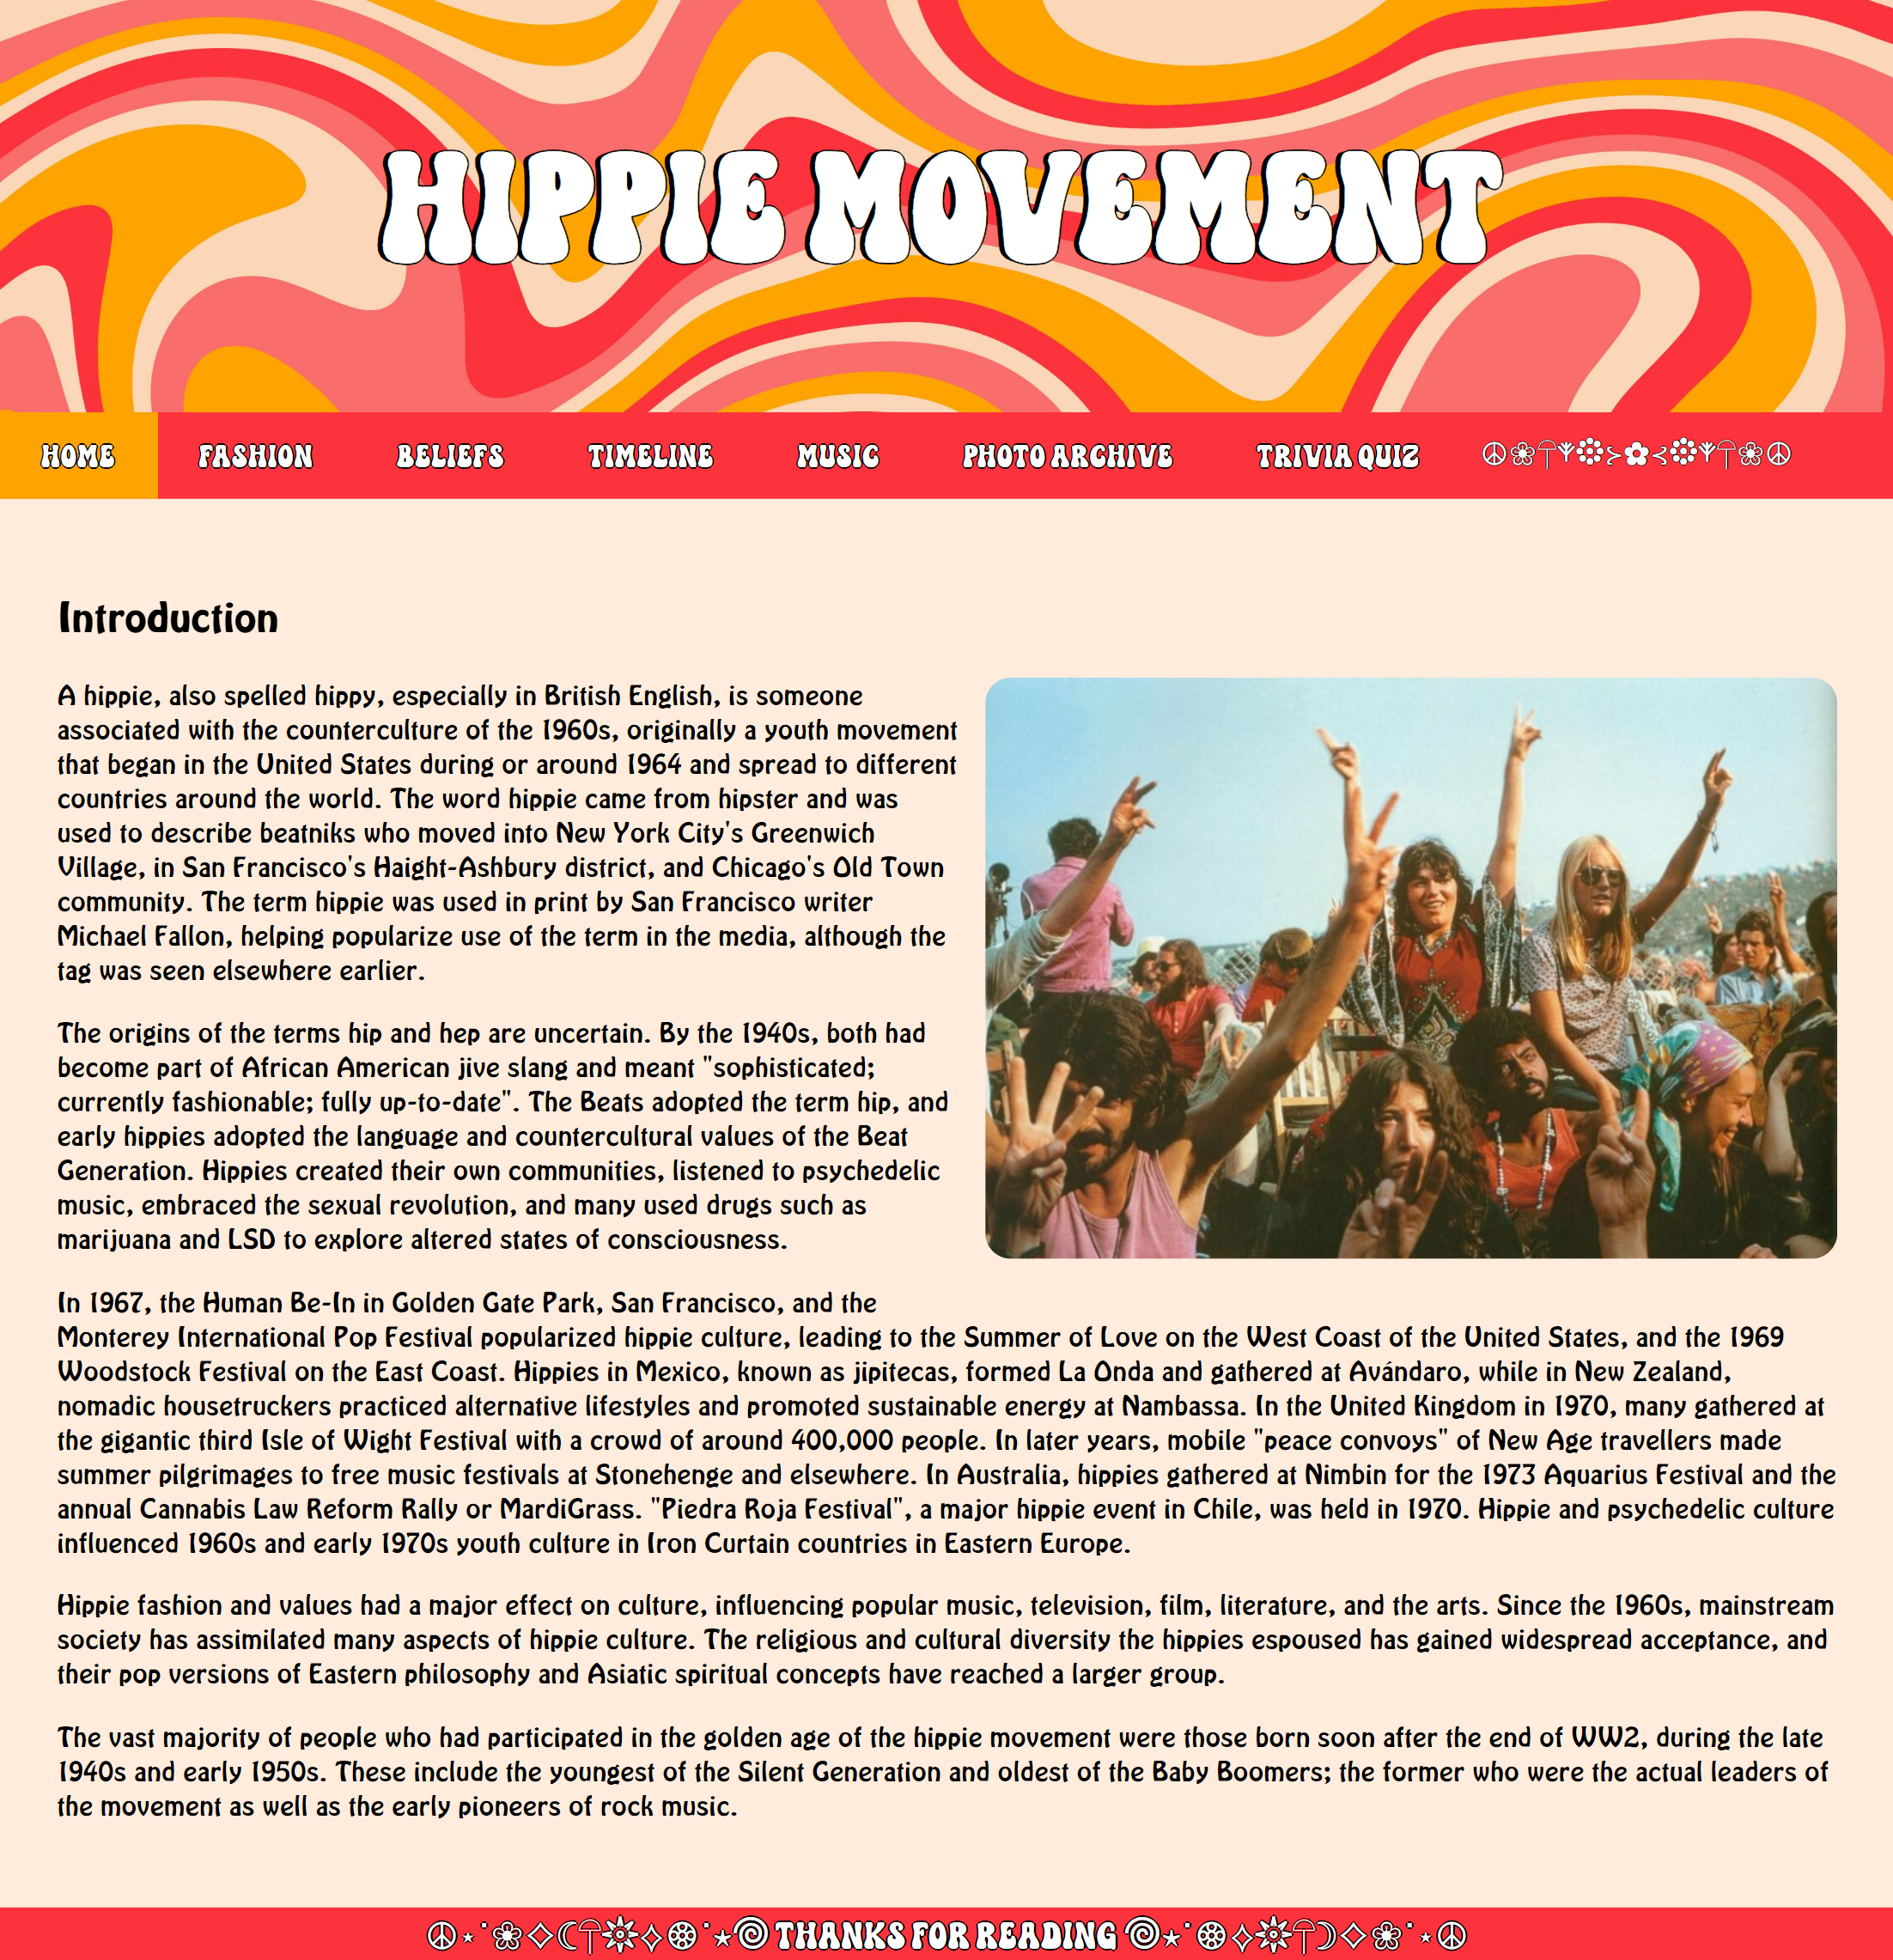 HIPPIE MOVEMENT
HOME FASHION BELIEFS TIMELINE MUSIC PHOTO ARCHIVE TRIVIA QUIZ
Introduction
A hippie, also spelled hippy, especially in British English, is someone
associated with the counterculture of the 1960s, originally a youth movement
that began in the United States during or around 1964 and spread to different
countries around the world. The word hippie came from hipster and was
used to describe beatniks who moved into New York City's Greenwich
Village, in San Francisco's Haight-Ashbury district, and Chicago's Old Town
community. The term hippie was used in print by San Francisco writer
Michael Fallon, helping popularize use of the term in the media, although the
tag was seen elsewhere earlier.
The origins of the terms hip and hep are uncertain. By the 1940s, both had
become part of African American jive slang and meant "sophisticated;
currently fashionable; fully up-to-date". The Beats adopted the term hip, and
early hippies adopted the language and countercultural values of the Beat
Generation. Hippies created their own communities, listened to psychedelic
music, embraced the sexual revolution, and many used drugs such as
marijuana and LSD to explore altered states of consciousness.
In 1967, the Human Be-In in Golden Gate Park, San Francisco, and the
Monterey International Pop Festival popularized hippie culture, leading to the Summer of Love on the West Coast of the United States, and the 1969
Woodstock Festival on the East Coast. Hippies in Mexico, known as jipitecas, formed La Onda and gathered at Avándaro, while in New Zealand,
nomadic housetruckers practiced alternative lifestyles and promoted sustainable energy at Nambassa. In the United Kingdom in 1970, many gathered at
the gigantic third Isle of Wight Festival with a crowd of around 400,000 people. In later years, mobile "peace convoys" of New Age travellers made
summer pilgrimages to free music festivals at Stonehenge and elsewhere. In Australia, hippies gathered at Nimbin for the 1973 Aquarius Festival and the
annual Cannabis Law Reform Rally or MardiGrass. "Piedra Roja Festival", a major hippie event in Chile, was held in 1970. Hippie and psychedelic culture
influenced 1960s and early 1970s youth culture in Iron Curtain countries in Eastern Europe.
Hippie fashion and values had a major effect on culture, influencing popular music, television, film, literature, and the arts. Since the 1960s, mainstream
society has assimilated many aspects of hippie culture. The religious and cultural diversity the hippies espoused has gained widespread acceptance, and
their pop versions of Eastern philosophy and Asiatic spiritual concepts have reached a larger group.
The vast majority of people who had participated in the golden age of the hippie movement were those born soon after the end of WW2, during the late
1940s and early 1950s. These include the youngest of the Silent Generation and oldest of the Baby Boomers; the former who were the actual leaders of
the movement as well as the early pioneers of rock music.
THANKS FOR READING